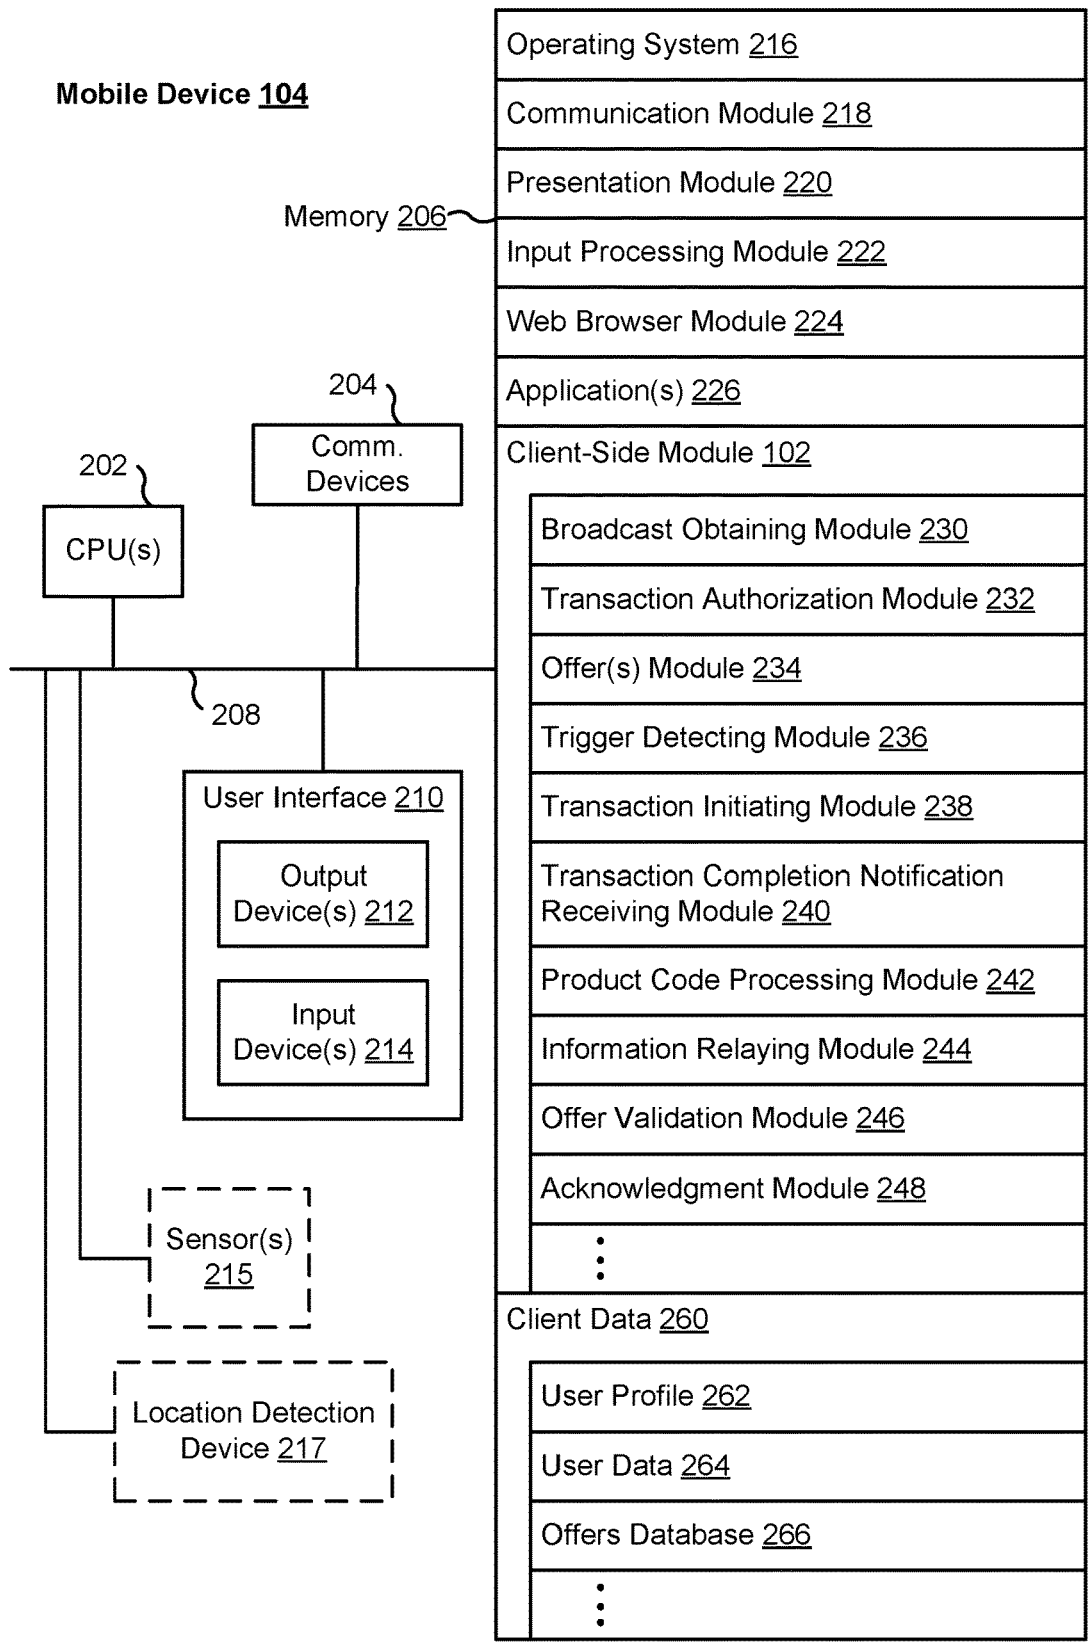 Mobile Device 104
Memory 206
204
Comm.
Devices
202
CPU(s)
208
User Interface 210
Output
Device(s) 212
Input
Device(s) 214
Sensor(s)
215
Location Detection
Device 217
Operating System 216
Communication Module 218
Presentation Module 220
Input Processing Module 222
Web Browser Module 224
Application(s) 226
Client-Side Module 102
Broadcast Obtaining Module 230
Transaction Authorization Module 232
Offer(s) Module 234
Trigger Detecting Module 236
Transaction Initiating Module 238
Transaction Completion Notification
Receiving Module 240
Product Code Processing Module 242
Information Relaying Module 244
Offer Validation Module 246
Acknowledgment Module 248
Client Data 260
User Profile 262
User Data 264
Offers Database 266